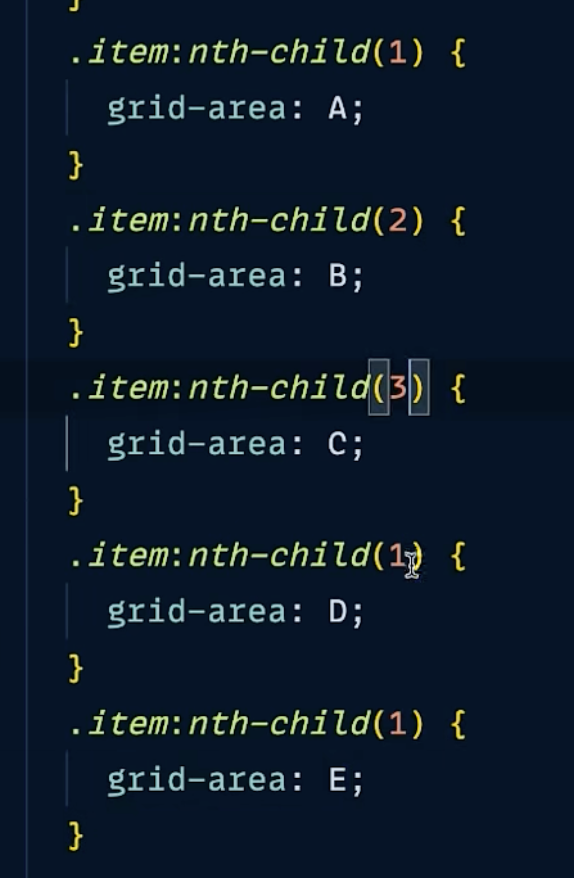 }
.item:nth-child(1) {
grid-area: A;
}
.item:nth-child(2) {
grid-area: B;
}
.item:nth-child(3) {
grid-area: C;
}
.item:nth-child(1) {
grid-area: D;
}
.item:nth-child(1) {
grid-area: E;
}